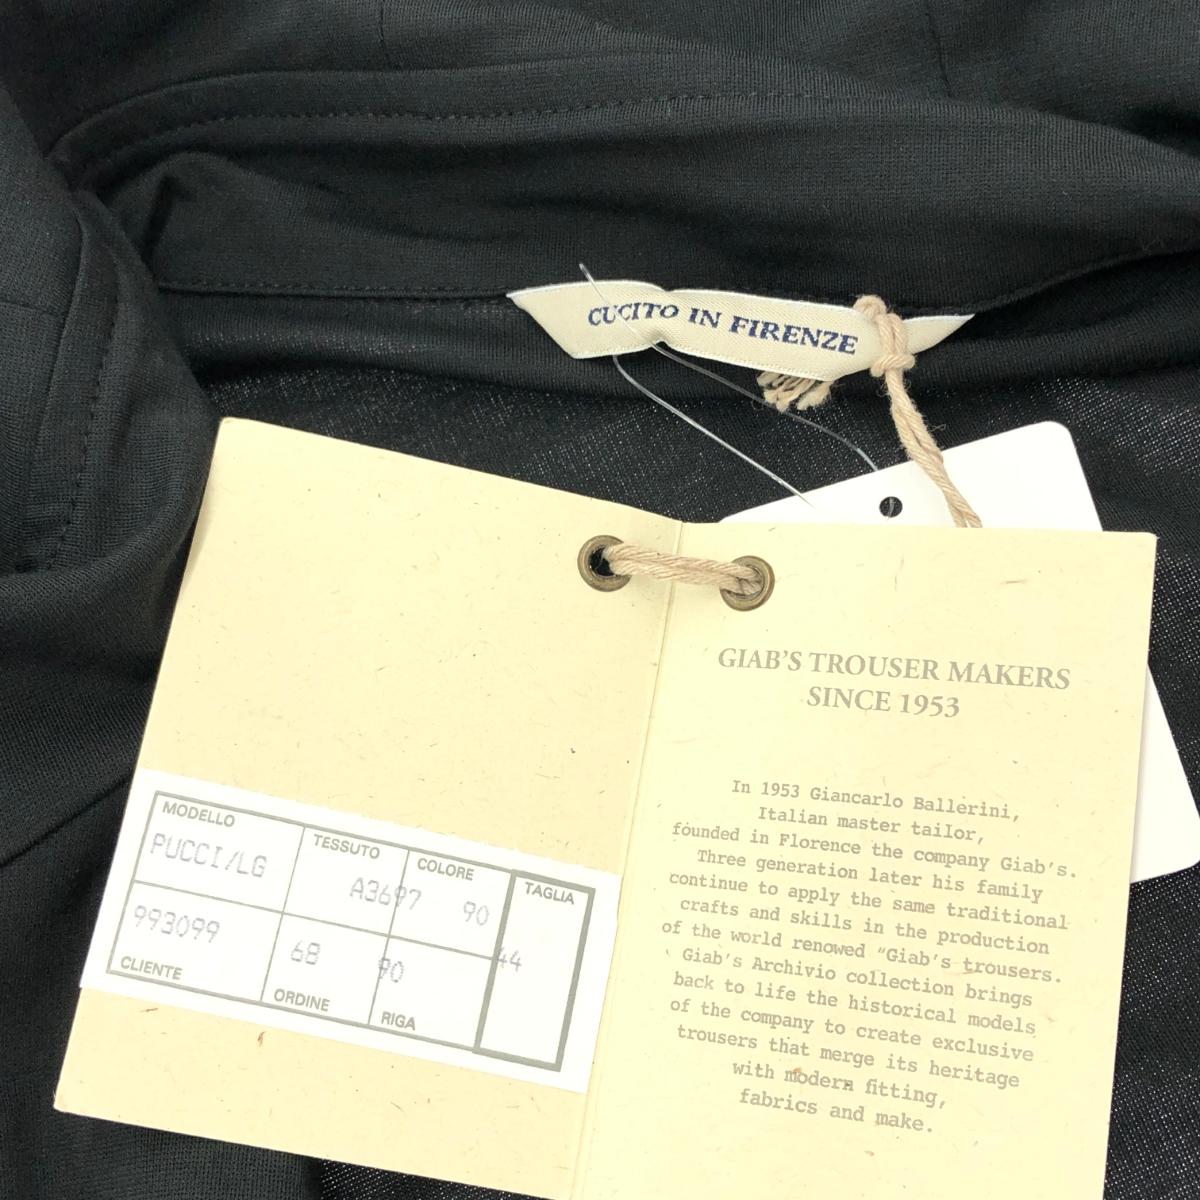 CUCITO IN FIRENZE
GIAB'S TROUSER MAKERS
SINCE 1953
In 1953 Giancarlo Ballerini,
Italian master tailor,
founded in Florence the company Giab's.
Three generation later his family
continue to apply the same traditional
crafts and skills in the production
of the world renowed "Giab's trousers.
Giab's Archivio collection brings
back to life the historical models
of the company to create exclusive
trousers that merge its heritage
with modern fitting,
fabrics and make.
MODELLO TESSUTO COLORE TAGLIA
PUCCI/LG A3697 90 44
993099 68 90
CLIENTE ORDINE RIGA